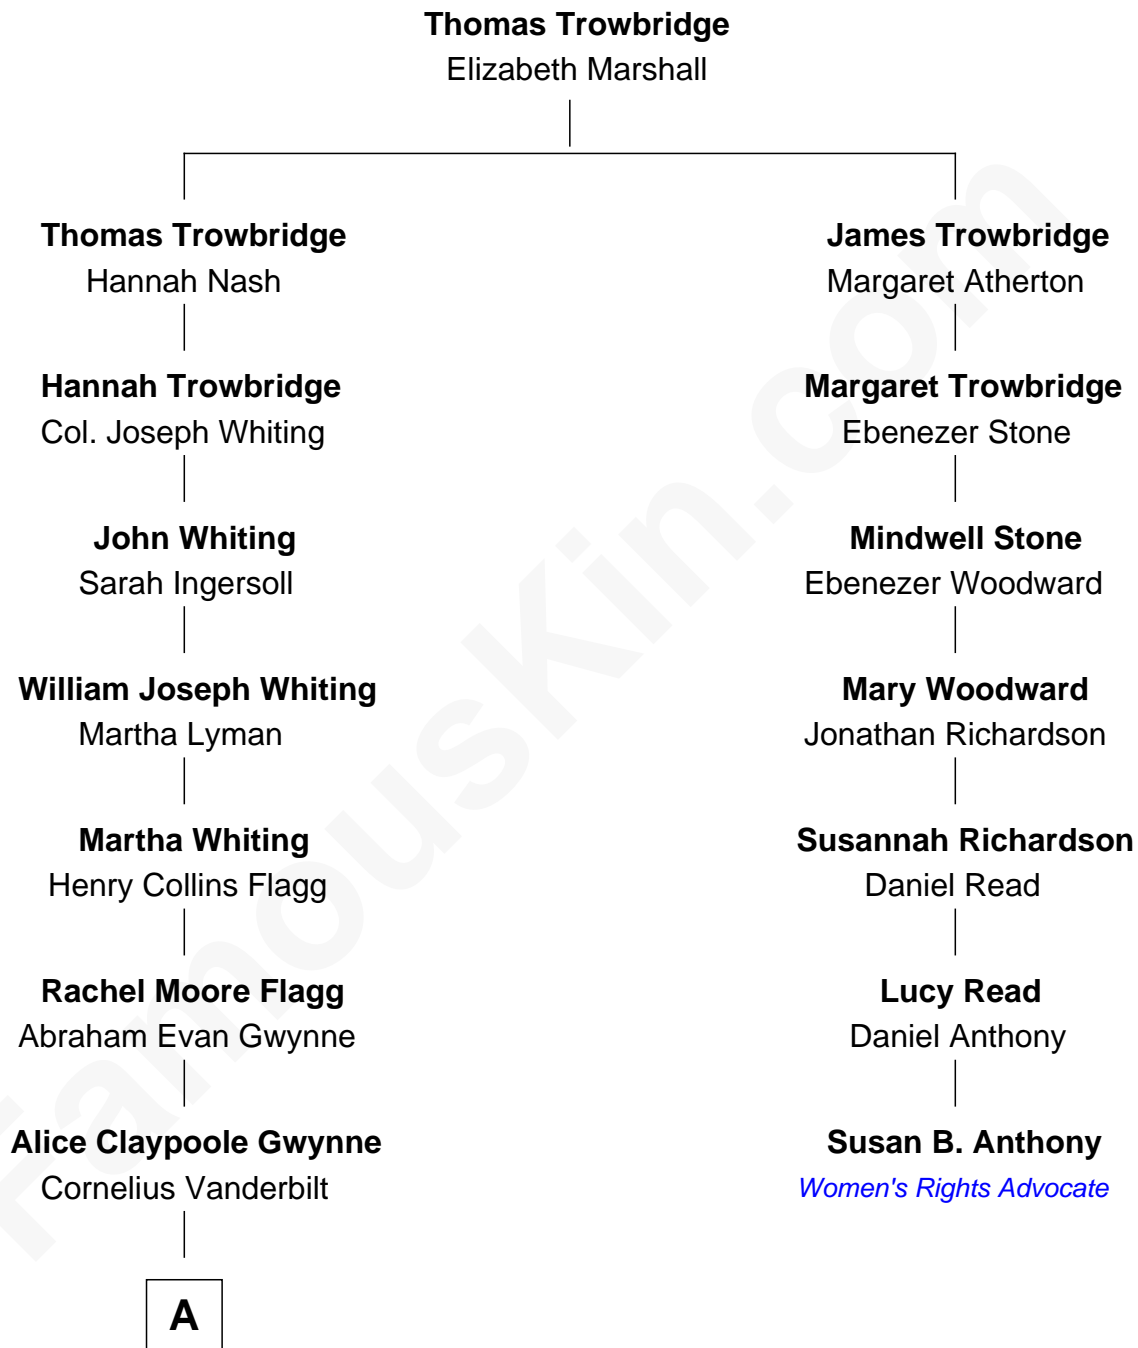 Thomas Trowbridge
Elizabeth Marshall
Thomas Trowbridge
Hannah Nash
Hannah Trowbridge
Col. Joseph Whiting
John Whiting
Sarah Ingersoll
William Joseph Whiting
Martha Lyman
Martha Whiting
Henry Collins Flagg
Rachel Moore Flagg
Abraham Evan Gwynne
Alice Claypoole Gwynne
Cornelius Vanderbilt
A
James Trowbridge
Margaret Atherton
Margaret Trowbridge
Ebenezer Stone
Mindwell Stone
Ebenezer Woodward
Mary Woodward
Jonathan Richardson
Susannah Richardson
Daniel Read
Lucy Read
Daniel Anthony
Susan B. Anthony
Women's Rights Advocate
FamousKin.com